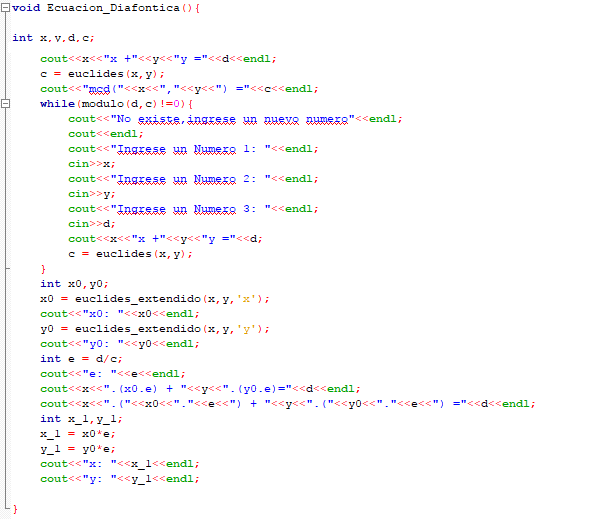 void Ecuacion_Diafontica(){
int x,y,d,c;
cout<<x<<"x +"<<y<<"y ="<<d<<endl;
c = euclides(x,y);
cout<<"mcd("<<x<<","<<y<<") ="<<c<<endl;
while(modulo(d,c)!=0){
cout<<"No existe,ingrese un nuevo numero"<<endl;
cout<<endl;
cout<<"Ingrese un Numero 1: "<<endl;
cin>>x;
cout<<"Ingrese un Numero 2: "<<endl;
cin>>y;
cout<<"Ingrese un Numero 3: "<<endl;
cin>>d;
cout<<x<<"x +"<<y<<"y ="<<d;
c = euclides(x,y);
}
int x0,y0;
x0 = euclides_extendido(x,y,'x');
cout<<"x0: "<<x0<<endl;
y0 = euclides_extendido(x,y,'y');
cout<<"y0: "<<y0<<endl;
int e = d/c;
cout<<"e: "<<e<<endl;
cout<<x<<".(x0.e) + "<<y<<".(y0.e)="<<d<<endl;
cout<<x<<".("<<x0<<"."<<e<<") + "<<y<<".("<<y0<<"."<<e<<") ="<<d<<endl;
int x_1,y_1;
x_1 = x0*e;
y_1 = y0*e;
cout<<"x: "<<x_1<<endl;
cout<<"y: "<<y_1<<endl;
}